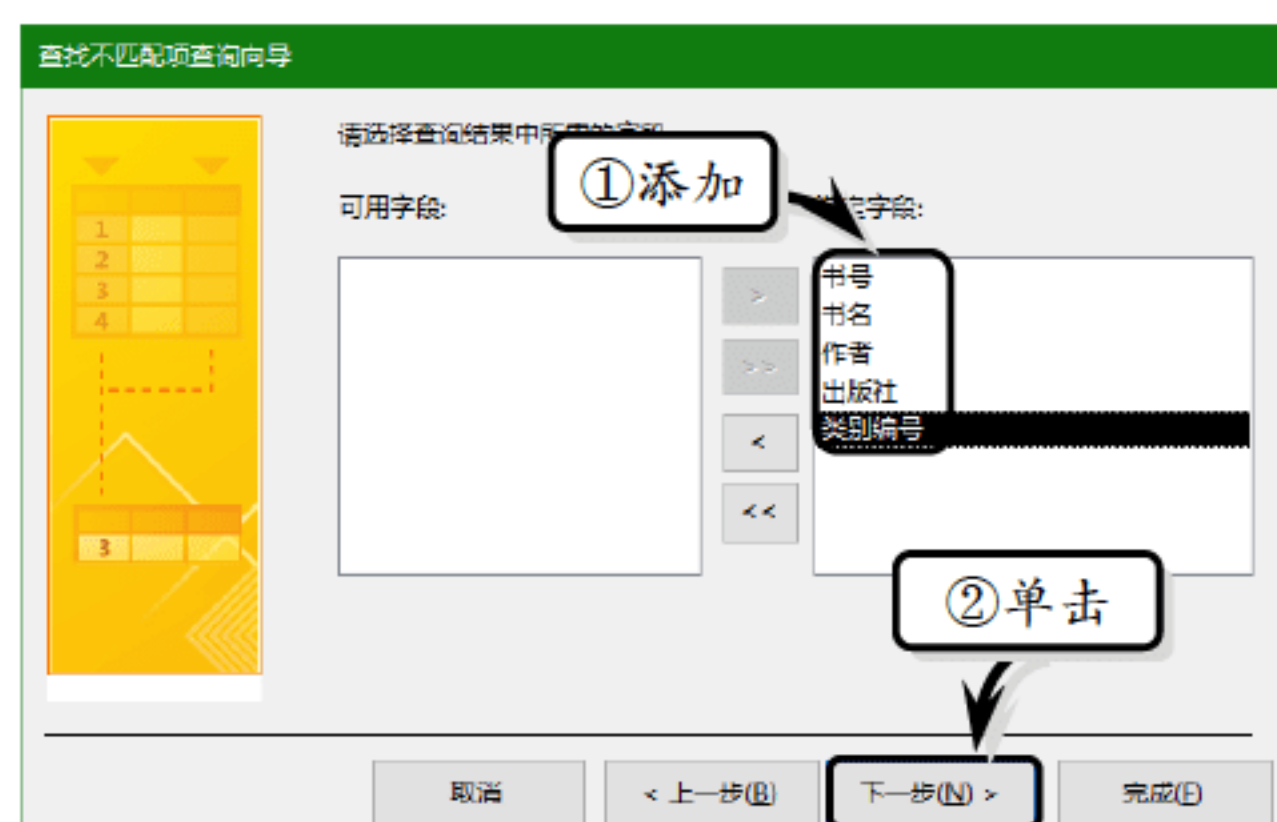 查找不匹配项查询向导
请选择查询结果中所
①添加
可用字段:
字段:
1
2
3
4
3
>
>>
<
<<
书号
书名
作者
出版社
类别编号
②单击
取消
< 上一步(B)
下一步(N) >
完成(F)